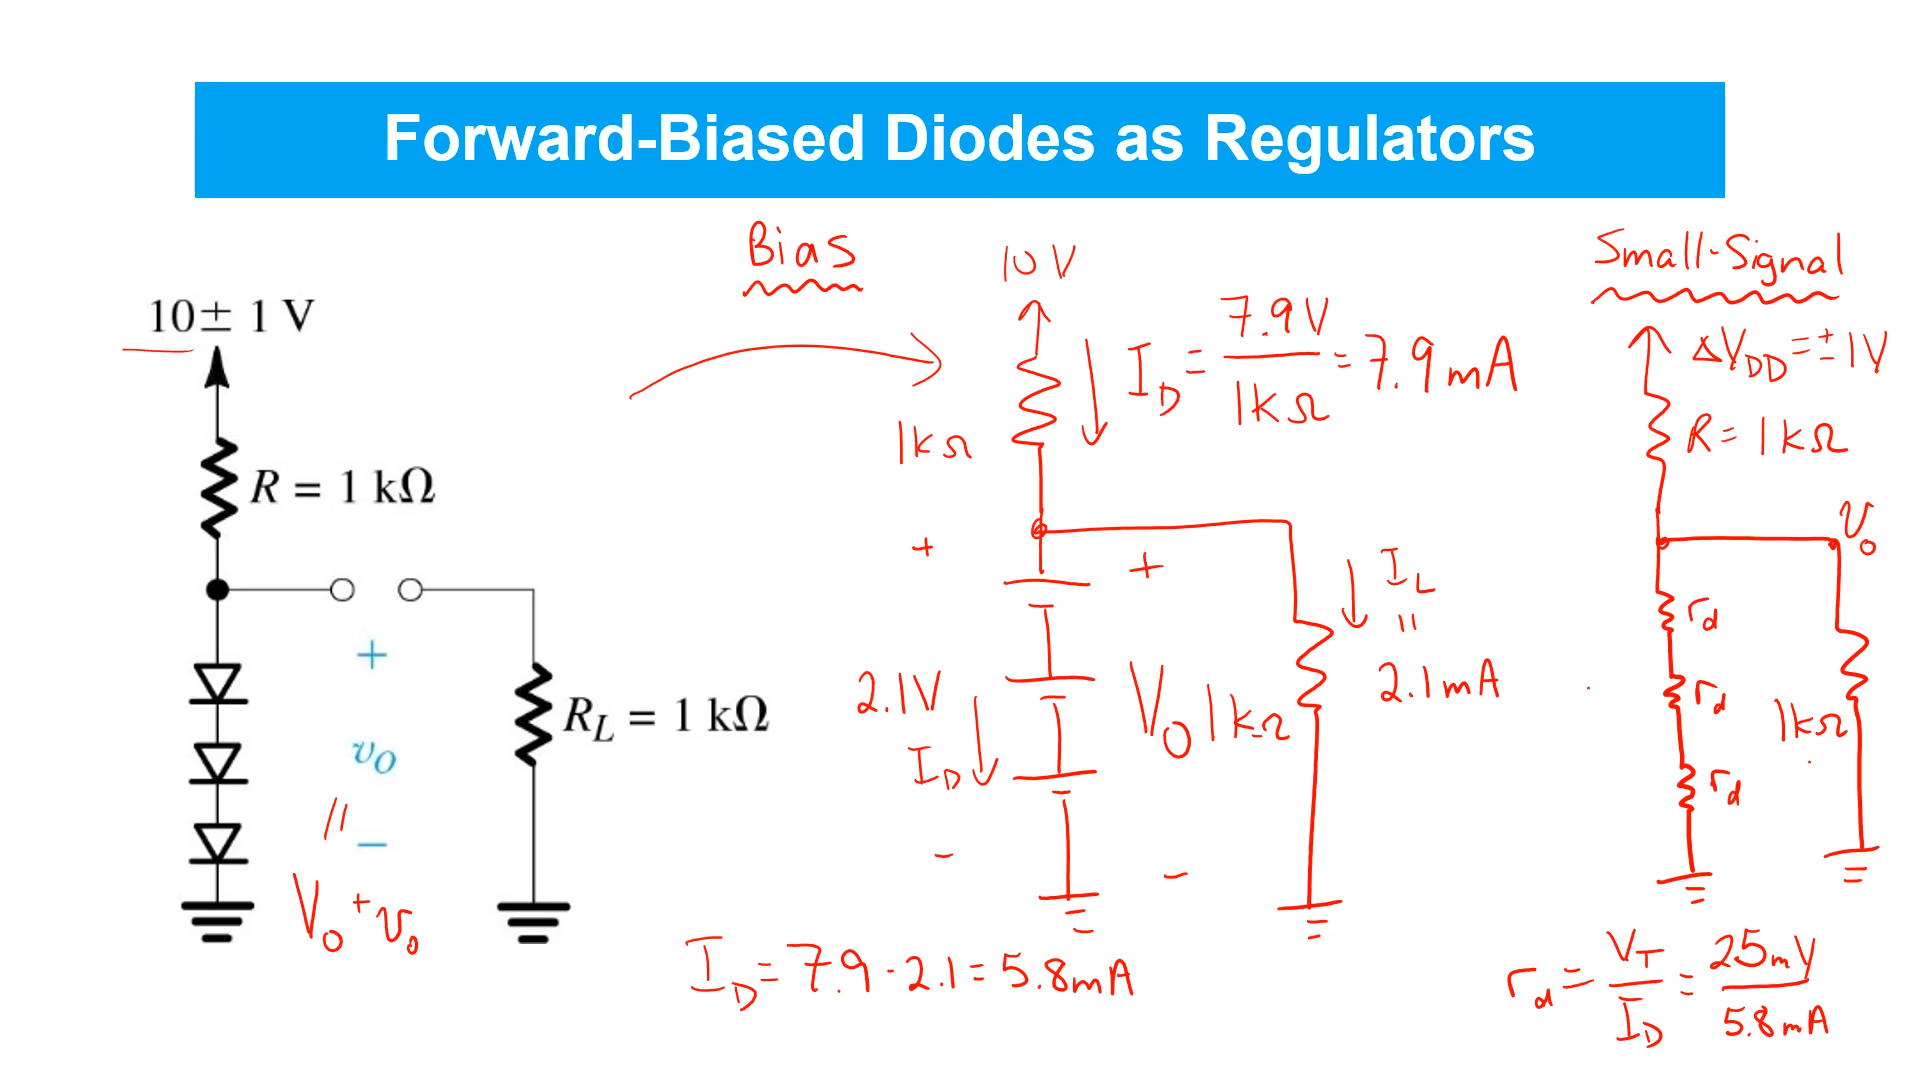 Forward-Biased Diodes as Regulators
10 ± 1 V
R = 1 kΩ
+
v_O
−
R_L = 1 kΩ
=
V_O + v_o
Bias
10 V
1kΩ
I_D = 7.9V / 1kΩ = 7.9mA
+
+
2.1V
I_D
V_O
1kΩ
I_L
=
2.1mA
-
-
I_D = 7.9 - 2.1 = 5.8mA
Small-Signal
ΔV_DD = ±1V
R = 1kΩ
v_o
r_d
r_d
r_d
1kΩ
r_d = V_T / I_D = 25mV / 5.8mA